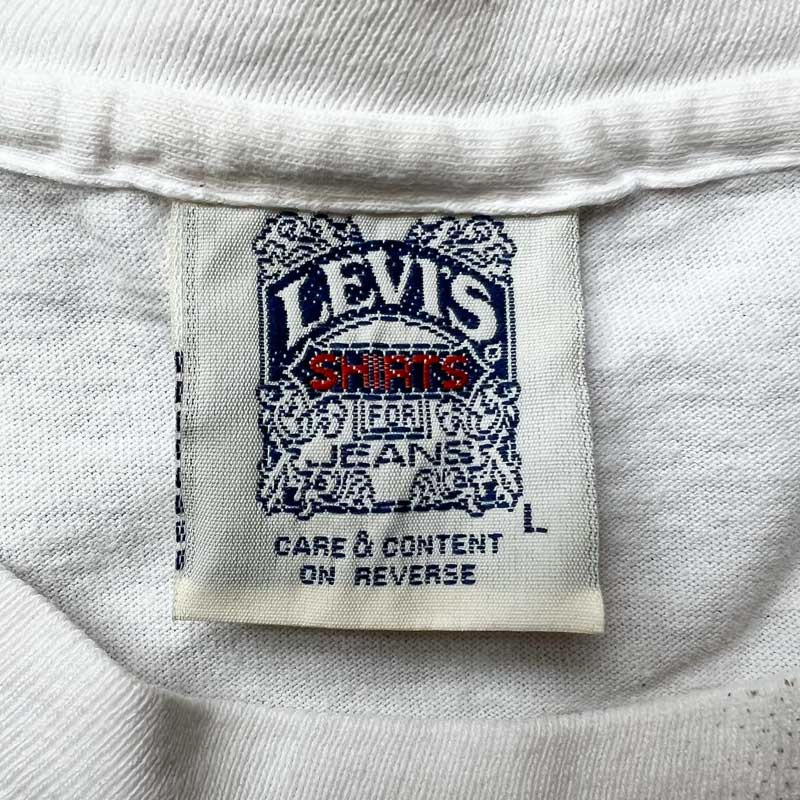 LEVI'S
SHIRTS
FOR
JEANS
L
CARE & CONTENT
ON REVERSE